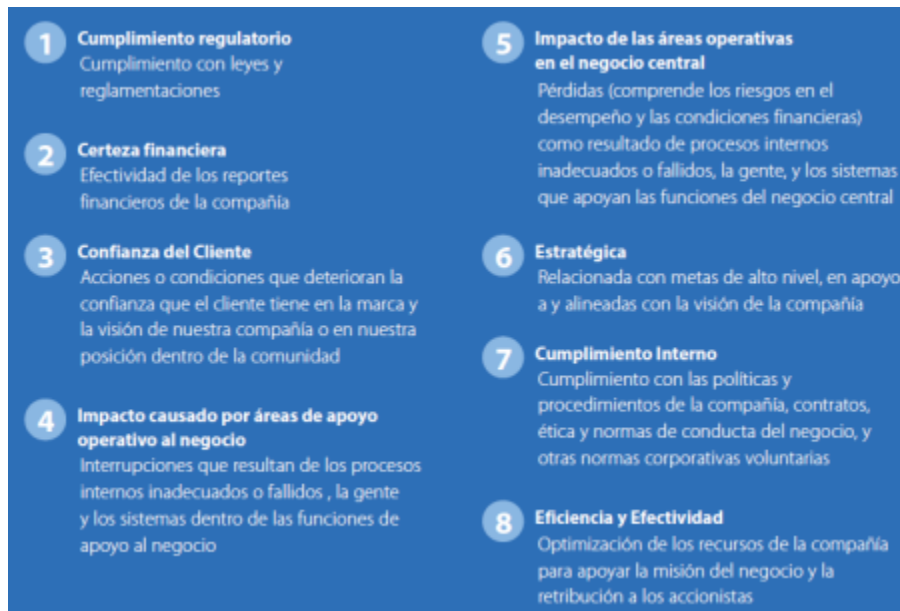 1
Cumplimiento regulatorio
Cumplimiento con leyes y
reglamentaciones
2
Certeza financiera
Efectividad de los reportes
financieros de la compañía
3
Confianza del Cliente
Acciones o condiciones que deterioran la
confianza que el cliente tiene en la marca y
la visión de nuestra compañía o en nuestra
posición dentro de la comunidad
4
Impacto causado por áreas de apoyo
operativo al negocio
Interrupciones que resultan de los procesos
internos inadecuados o fallidos , la gente
y los sistemas dentro de las funciones de
apoyo al negocio
5
Impacto de las áreas operativas
en el negocio central
Pérdidas (comprende los riesgos en el
desempeño y las condiciones financieras)
como resultado de procesos internos
inadecuados o fallidos, la gente, y los sistemas
que apoyan las funciones del negocio central
6
Estratégica
Relacionada con metas de alto nivel, en apoyo
a y alineadas con la visión de la compañía
7
Cumplimiento Interno
Cumplimiento con las políticas y
procedimientos de la compañía, contratos,
ética y normas de conducta del negocio, y
otras normas corporativas voluntarias
8
Eficiencia y Efectividad
Optimización de los recursos de la compañía
para apoyar la misión del negocio y la
retribución a los accionistas